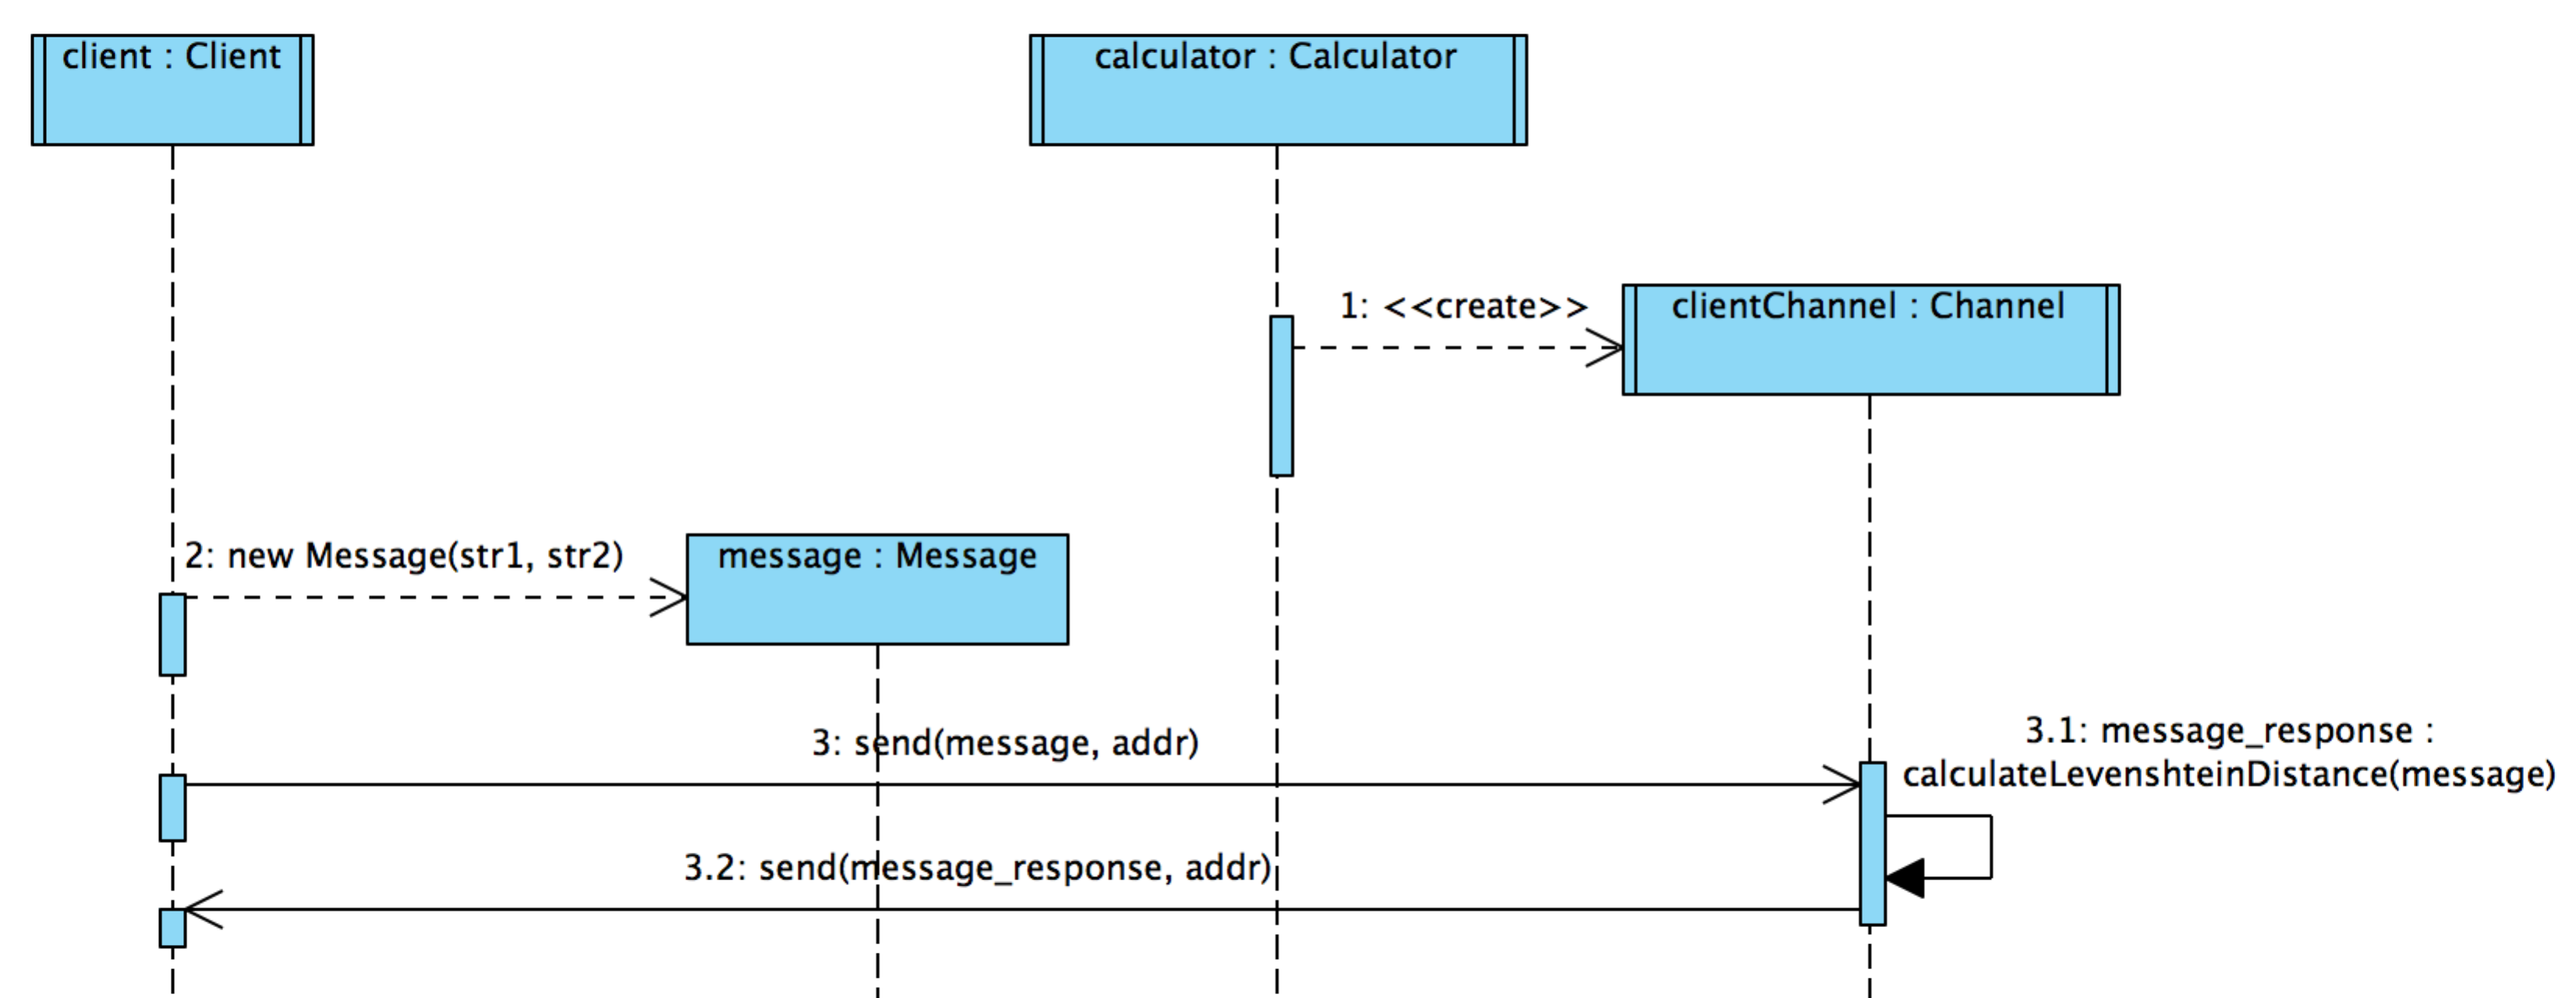 client : Client
calculator : Calculator
1: <<create>>
clientChannel : Channel
2: new Message(str1, str2)
message : Message
3: send(message, addr)
3.1: message_response :
calculateLevenshteinDistance(message)
3.2: send(message_response, addr)